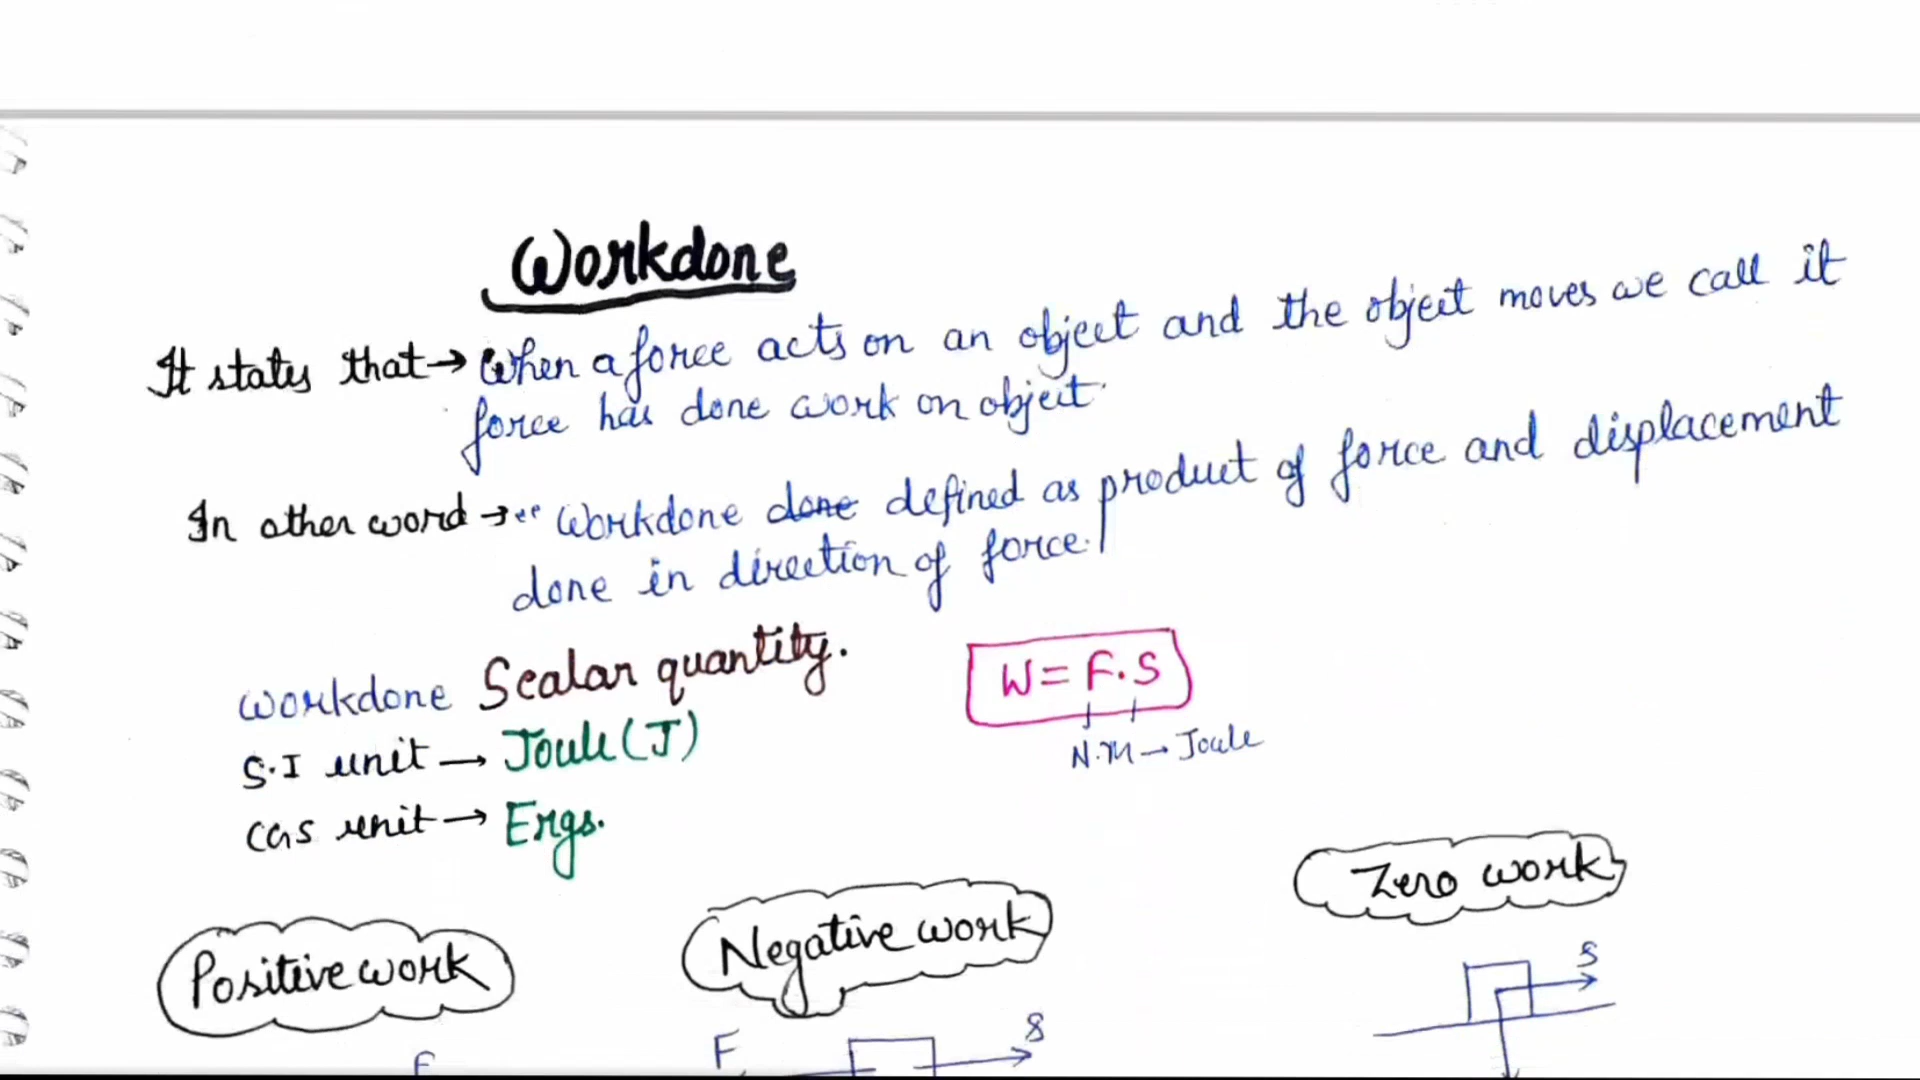 Workdone
It states that → When a force acts on an object and the object moves we call it
force has done work on object.
In other word → " Workdone done defined as product of force and displacement
done in direction of force.
workdone Scalar quantity.
W = F.S
S.I unit → Joule (J)
N.m → Joule
CGS unit → Ergs.
Zero work
Negative work
Positive work
S
F
S
F